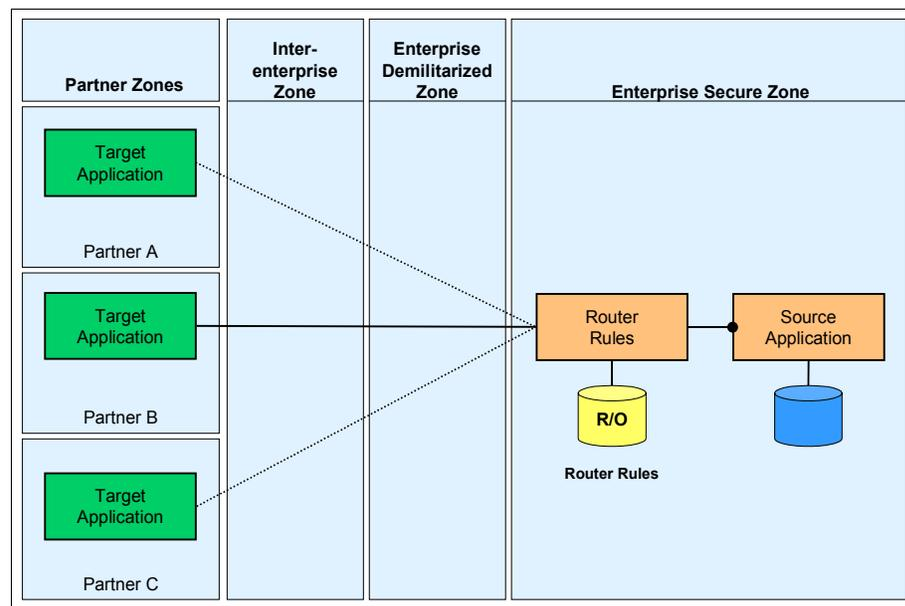 Partner Zones
Inter-
enterprise
Zone
Enterprise
Demilitarized
Zone
Enterprise Secure Zone
Target
Application
Partner A
Target
Application
Partner B
Target
Application
Partner C
Router
Rules
Source
Application
R/O
Router Rules